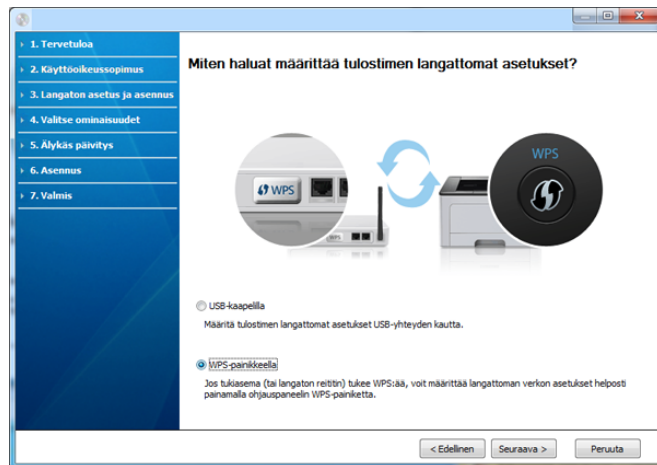 1. Tervetuloa
2. Käyttöoikeussopimus
3. Langaton asetus ja asennus
4. Valitse ominaisuudet
5. Älykäs päivitys
6. Asennus
7. Valmis
Miten haluat määrittää tulostimen langattomat asetukset?
WPS
WPS
WPS
USB-kaapelilla
Määritä tulostimen langattomat asetukset USB-yhteyden kautta.
WPS-painikkeella
Jos tukiasema (tai langaton reititin) tukee WPS:ää, voit määrittää langattoman verkon asetukset helposti
painamalla ohjauspaneelin WPS-painiketta.
< Edellinen
Seuraava >
Peruuta